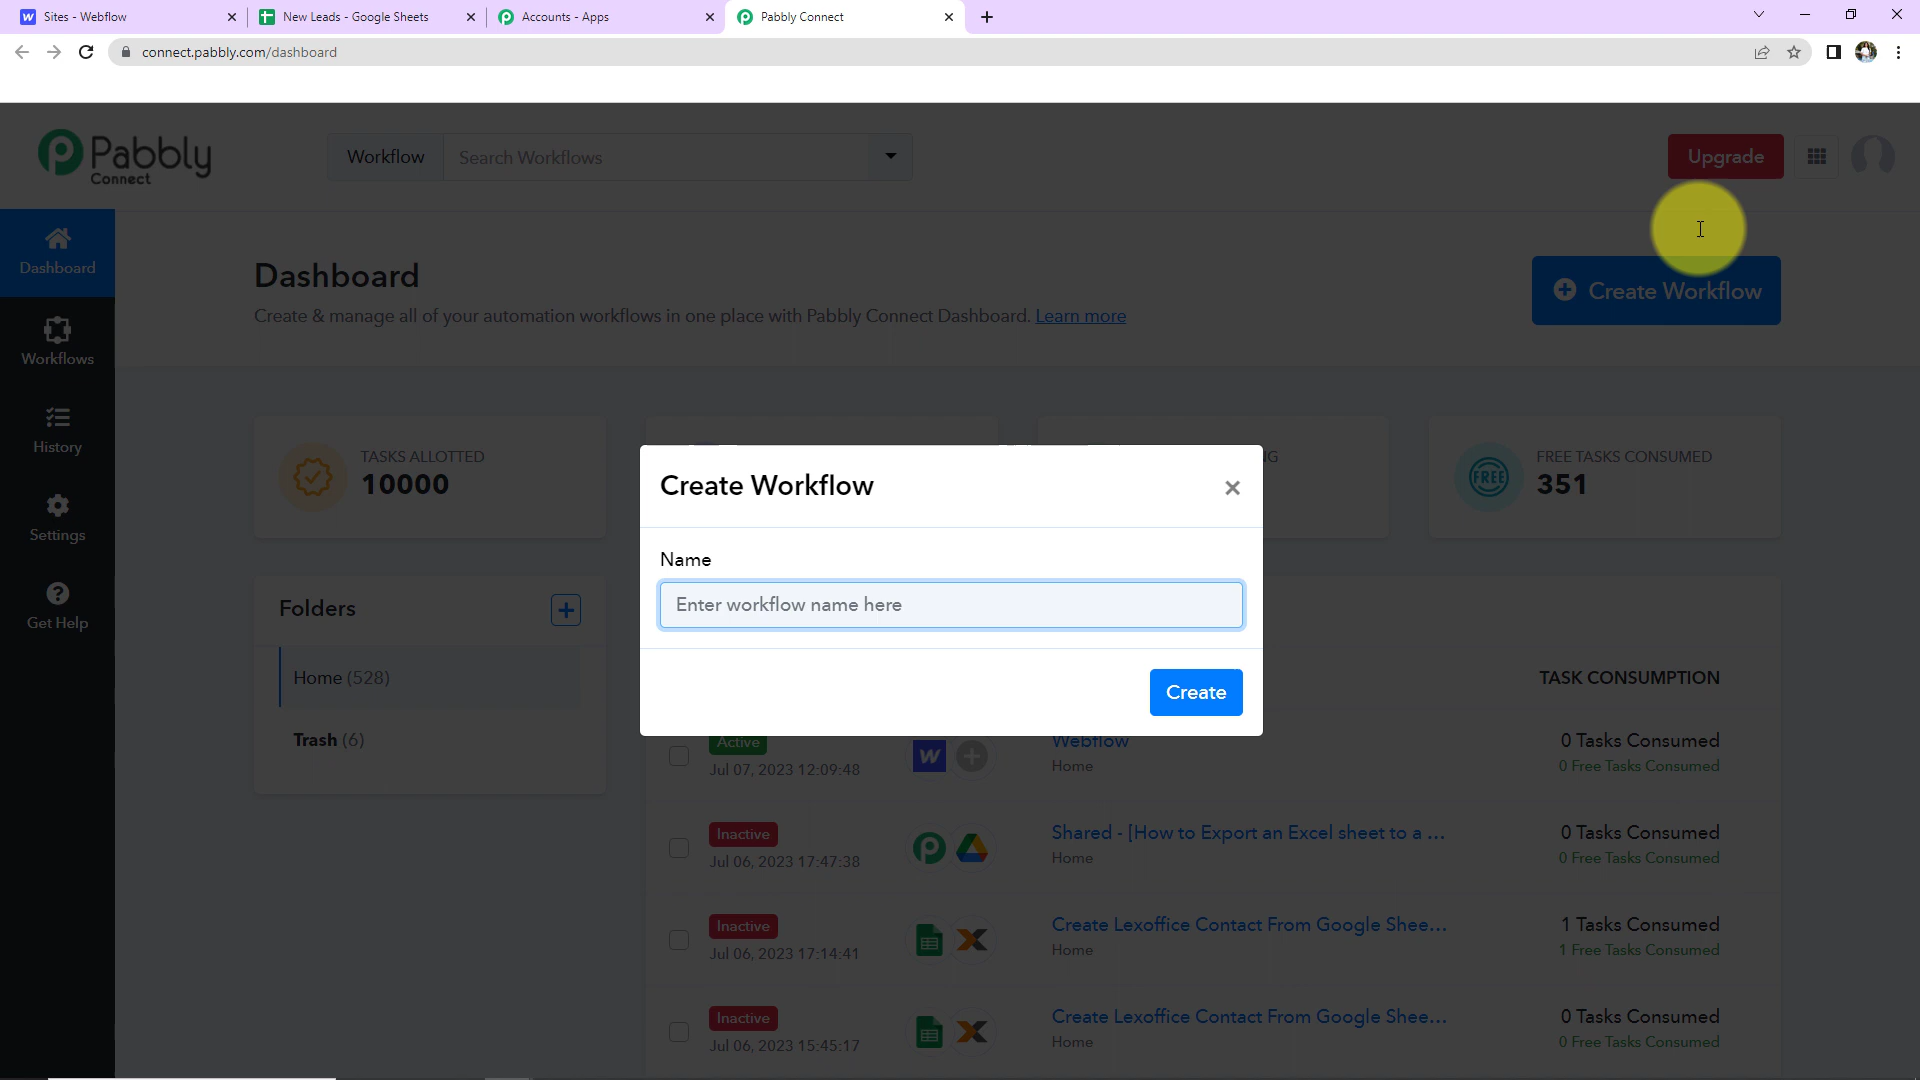 Sites - Webflow
New Leads - Google Sheets
Accounts - Apps
Pabbly Connect
connect.pabbly.com/dashboard
Pabbly
Connect
Workflow
Search Workflows
Upgrade
Dashboard
Workflows
History
Settings
Get Help
Dashboard
Create & manage all of your automation workflows in one place with Pabbly Connect Dashboard. Learn more
Create Workflow
TASKS ALLOTTED
10000
NG
FREE
FREE TASKS CONSUMED
351
Create Workflow
Name
Enter workflow name here
Create
Folders
Home (528)
Trash (6)
TASK CONSUMPTION
Active
Jul 07, 2023 12:09:48
Webflow
Home
0 Tasks Consumed
0 Free Tasks Consumed
Inactive
Jul 06, 2023 17:47:38
Shared - [How to Export an Excel sheet to a ...
Home
0 Tasks Consumed
0 Free Tasks Consumed
Inactive
Jul 06, 2023 17:14:41
Create Lexoffice Contact From Google Shee...
Home
1 Tasks Consumed
1 Free Tasks Consumed
Inactive
Jul 06, 2023 15:45:17
Create Lexoffice Contact From Google Shee...
Home
0 Tasks Consumed
0 Free Tasks Consumed